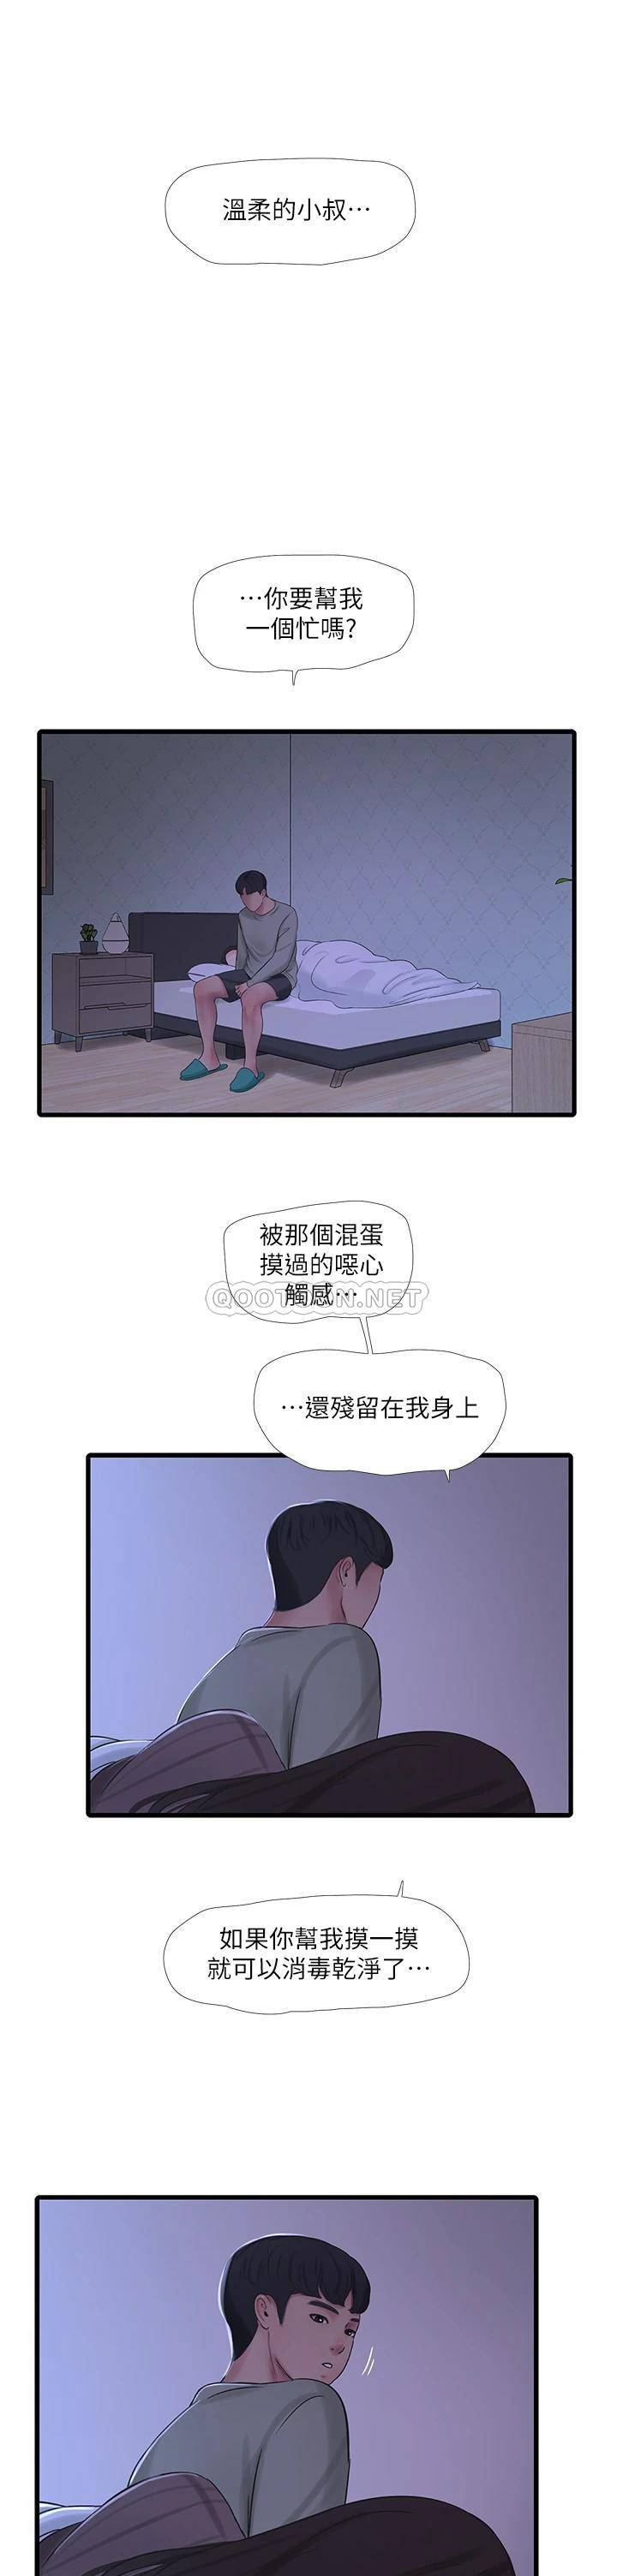 溫柔的小叔…
…你要幫我
一個忙嗎?
被那個混蛋
摸過的噁心
觸感…
QOOTOON.NET
…還殘留在我身上
如果你幫我摸一摸
就可以消毒乾淨了…